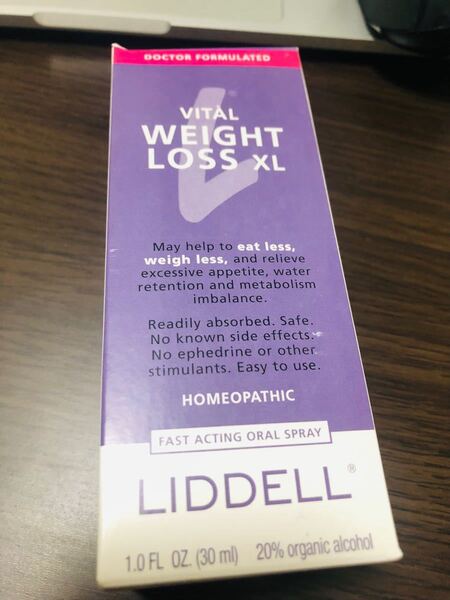 DOCTOR FORMULATED
VITÀL
WEIGHT
LOSS XL
May help to eat less,
weigh less, and relieve
excessive appetite, water
retention and metabolism
imbalance.
Readily absorbed. Safe.
No known side effects.
No ephedrine or other
stimulants. Easy to use.
HOMEOPATHIC
FAST ACTING ORAL SPRAY
LIDDELL®
1.0 FL OZ. (30 ml) 20% organic alcohol